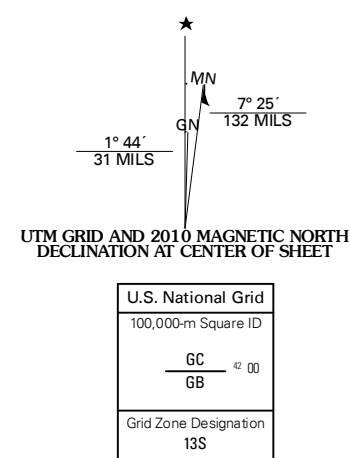 ★
MN
7° 25´
132 MILS
GN
1° 44´
31 MILS
UTM GRID AND 2010 MAGNETIC NORTH
DECLINATION AT CENTER OF SHEET
U.S. National Grid
100,000-m Square ID
GC
42 00
GB
Grid Zone Designation
13S